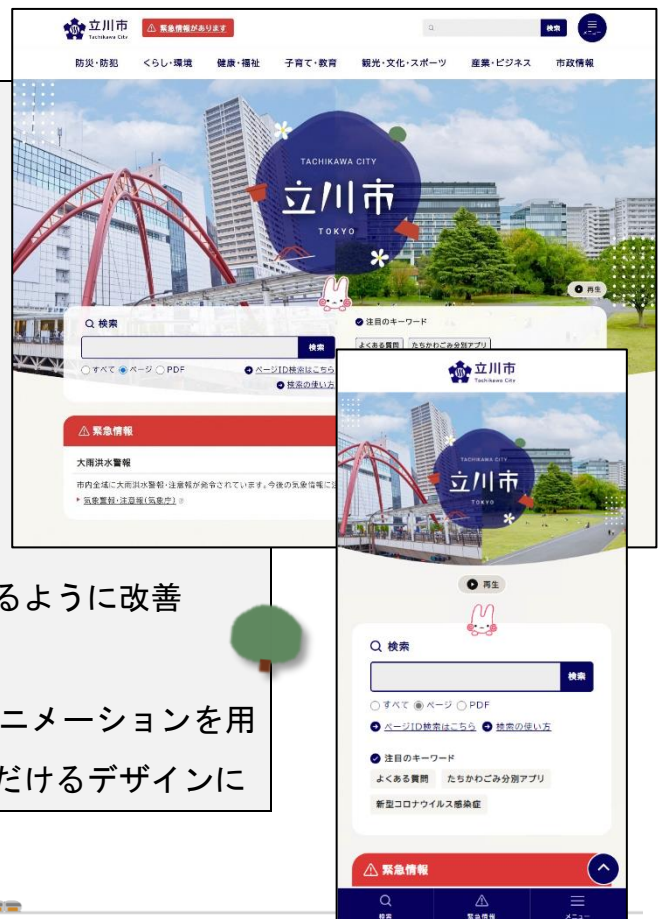 立川市
Tachikawa City
緊急情報があります
検索
メニュー
防災・防犯 くらし・環境 健康・福祉 子育て・教育 観光・文化・スポーツ 産業・ビジネス 市政情報
TACHIKAWA CITY
立川市
TOKYO
再生
検索
検索
すべて ページ PDF
ページID検索はこちら
検索の使い方
注目のキーワード
よくある質問 たちかわごみ分別アプリ
緊急情報
大雨洪水警報
市内全域に大雨洪水警報・注意報が発令されています。今後の気象情報に
気象警報・注意報(気象庁)
るように改善
ニメーションを用
だけるデザインに
立川市
Tachikawa City
TACHIKAWA CITY
立川市
TOKYO
再生
検索
検索
すべて ページ PDF
ページID検索はこちら 検索の使い方
注目のキーワード
よくある質問 たちかわごみ分別アプリ
新型コロナウイルス感染症
緊急情報
検索 緊急情報 メニュー